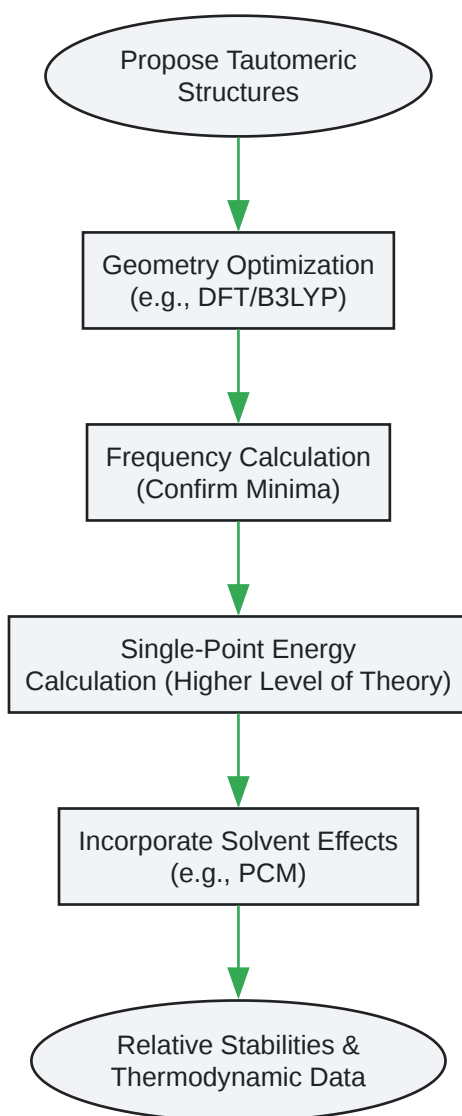 Propose Tautomeric
Structures
Geometry Optimization
(e.g., DFT/B3LYP)
Frequency Calculation
(Confirm Minima)
Single-Point Energy
Calculation (Higher Level of Theory)
Incorporate Solvent Effects
(e.g., PCM)
Relative Stabilities &
Thermodynamic Data